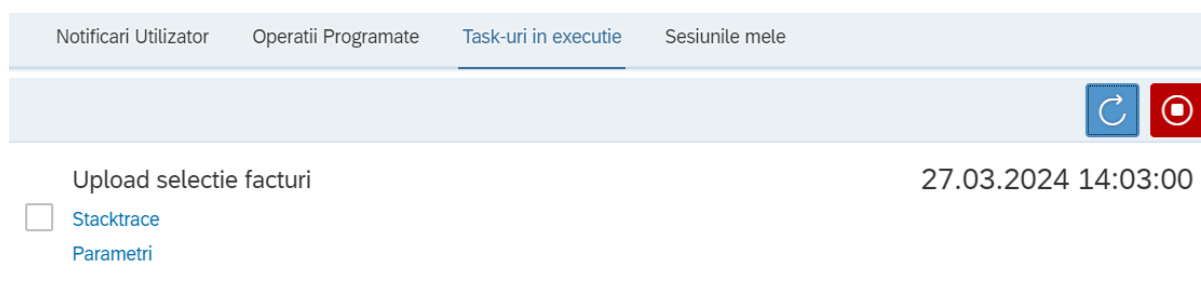 Notificari Utilizator Operatii Programate Task-uri in executie Sesiunile mele
Upload selectie facturi 27.03.2024 14:03:00
Stacktrace
Parametri